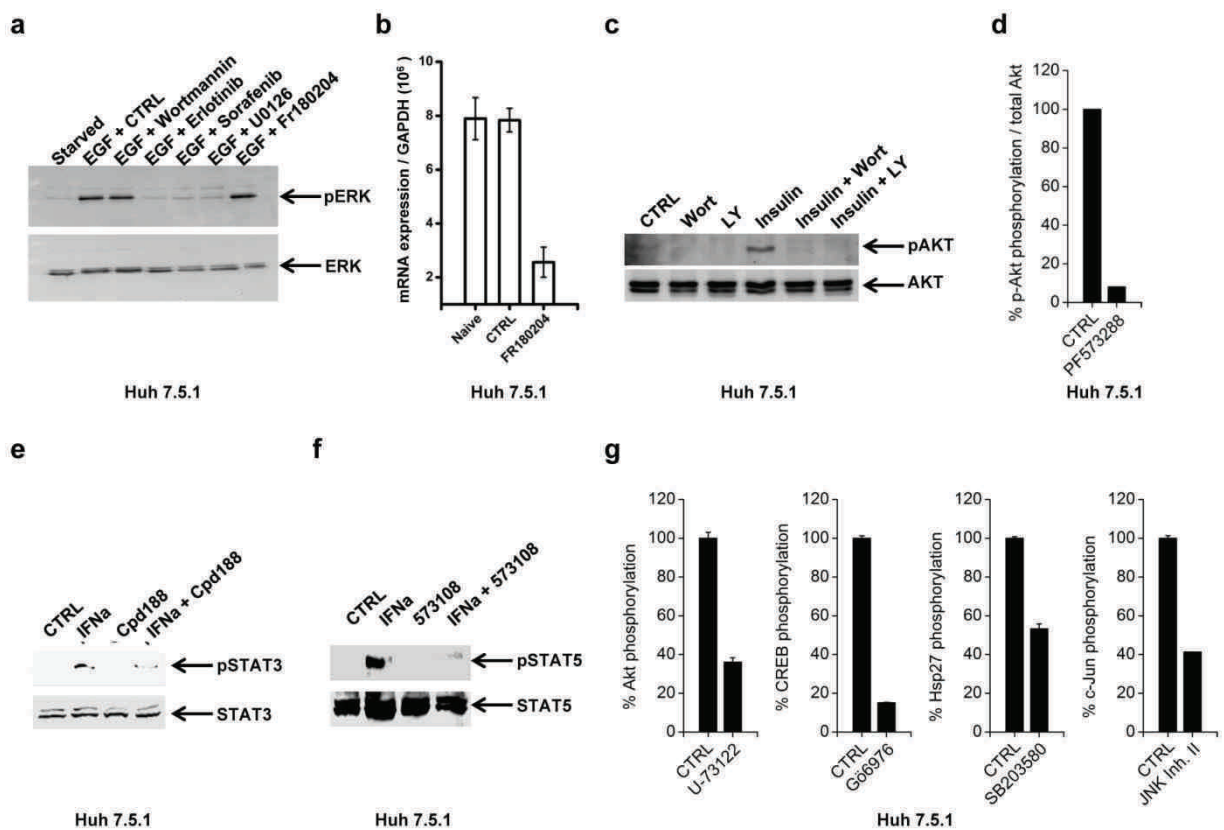 a
Starved
EGF + CTRL
EGF + Wortmannin
EGF + Erlotinib
EGF + Sorafenib
EGF + U0126
EGF + Fr180204
pERK
ERK
Huh 7.5.1
b
mRNA expression / GAPDH (10⁶)
10
8
6
4
2
Naive
CTRL
FR180204
Huh 7.5.1
c
CTRL
Wort
LY
Insulin
Insulin + Wort
Insulin + LY
pAKT
AKT
Huh 7.5.1
d
% p-Akt phosphorylation / total Akt
120
100
80
60
40
20
0
CTRL
PF573288
Huh 7.5.1
e
CTRL
IFNa
Cpd188
IFNa + Cpd188
pSTAT3
STAT3
Huh 7.5.1
f
CTRL
IFNa
573108
IFNa + 573108
pSTAT5
STAT5
Huh 7.5.1
g
% Akt phosphorylation
120
100
80
60
40
20
0
CTRL
U-73122
% CREB phosphorylation
120
100
80
60
40
20
0
CTRL
Gö6976
% Hsp27 phosphorylation
120
100
80
60
40
20
0
CTRL
SB203580
% c-Jun phosphorylation
120
100
80
60
40
20
0
CTRL
JNK Inh. II
Huh 7.5.1